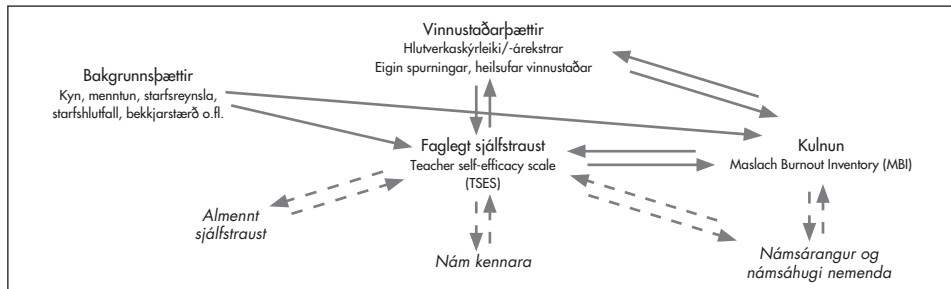 Vinnustaðarþættir
Hlutverkaskýrleiki/-árekstrar
Eigin spurningar, heilsufar vinnustaðar
Bakgrunnsþættir
Kyn, menntun, starfsreynsla,
starfshlutfall, bekkjarstærð o.fl.
Faglegt sjálfstraust
Teacher self-efficacy scale
(TSES)
Kulnun
Maslach Burnout Inventory (MBI)
Almennt
sjálfstraust
Nám kennara
Námsárangur og
námsáhugi nemenda